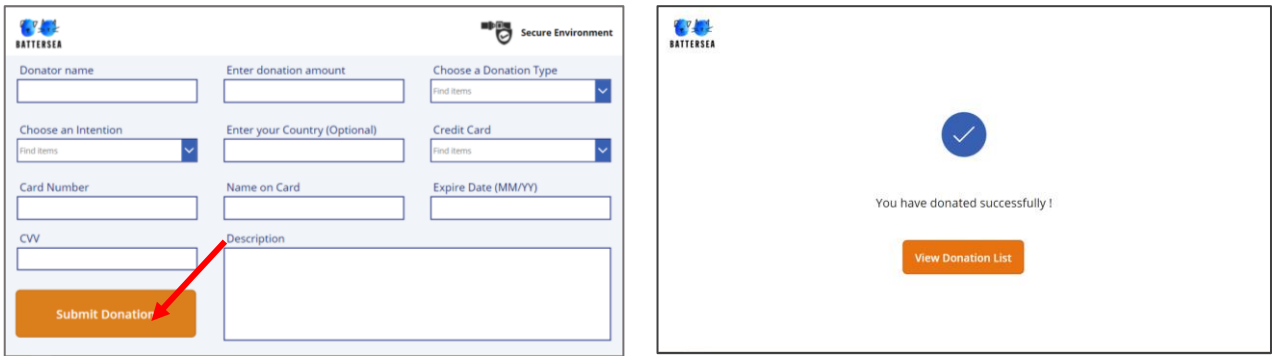 BATTERSEA
Secure Environment
Donator name
Enter donation amount
Choose a Donation Type
Find items
Choose an Intention
Enter your Country (Optional)
Credit Card
Find items
Find items
Card Number
Name on Card
Expire Date (MM/YY)
CVV
Description
Submit Donation
BATTERSEA
You have donated successfully !
View Donation List